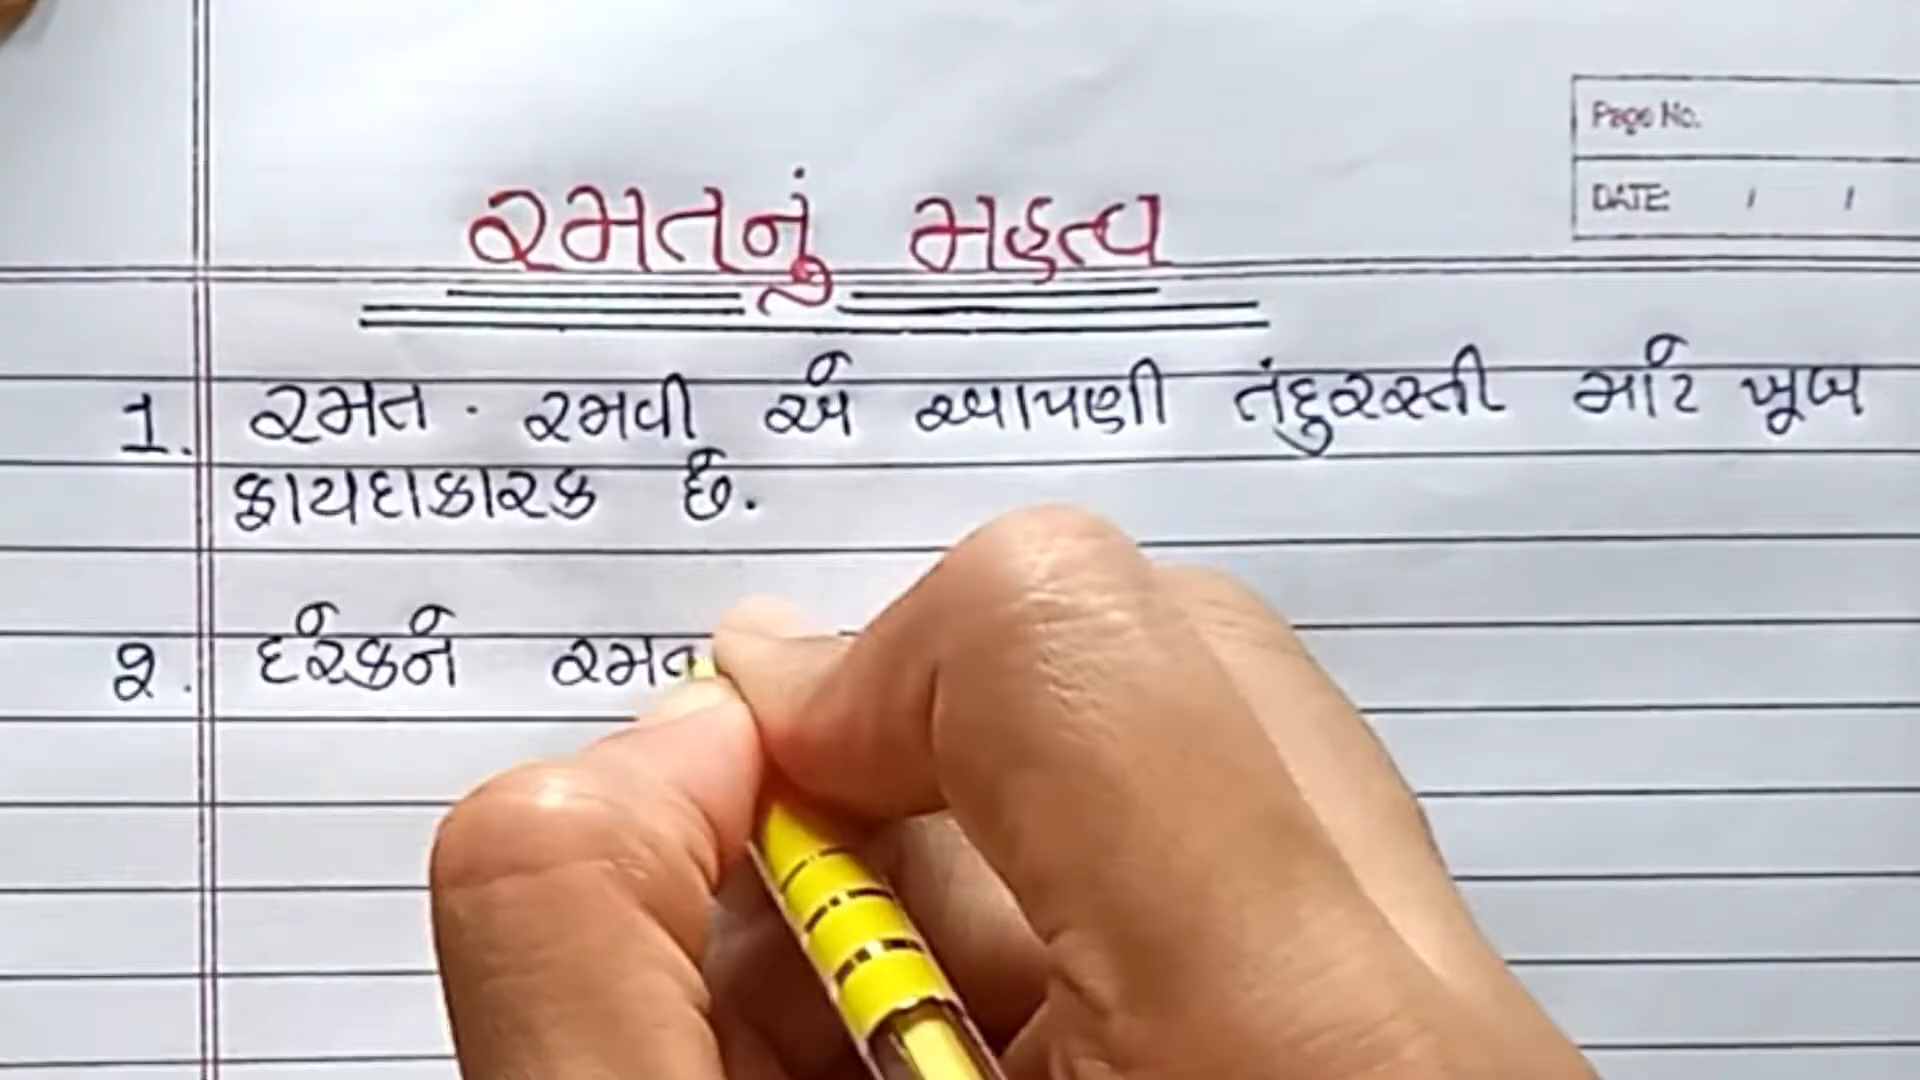 Page No.
DATE: / /
રમતનું મહત્વ
1. રમત. રમવી એ આપણી તંદુરસ્તી માટે ખૂબ
ફાયદાકારક છે.
૨. દરેકને રમત